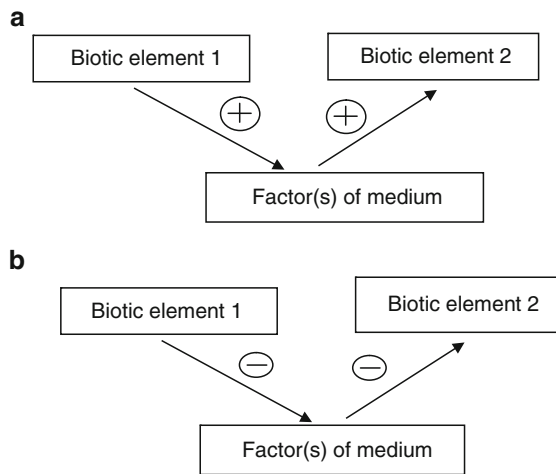 a
Biotic element 1
Biotic element 2
+
+
Factor(s) of medium
b
Biotic element 1
Biotic element 2
−
−
Factor(s) of medium